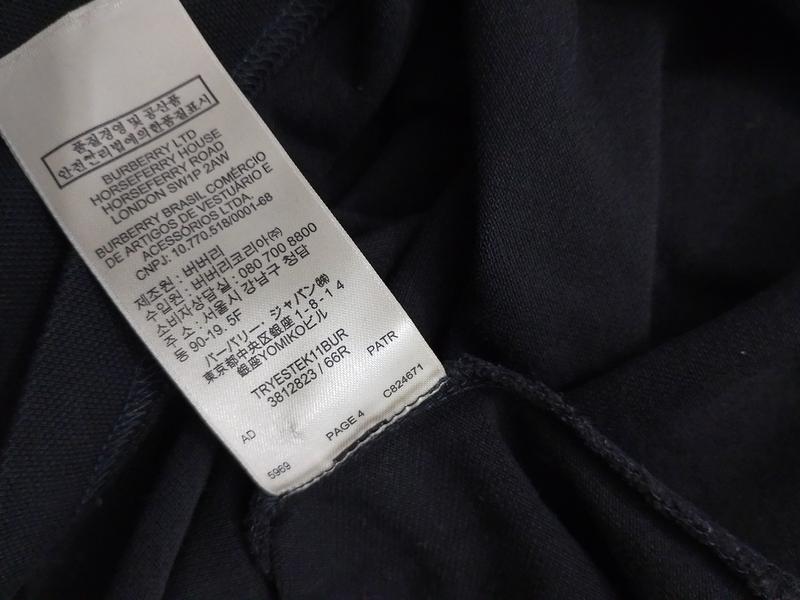 품질경영 및 공산품
안전관리법에의한품질표시
BURBERRY LTD
HORSEFERRY HOUSE
HORSEFERRY ROAD
LONDON SW1P 2AW
BURBERRY BRASIL COMÉRCIO
DE ARTIGOS DE VESTUÁRIO E
ACESSÓRIOS LTDA.
CNPJ: 10.770.518/0001-68
제조원 : 버버리
수입원 : 버버리코리아㈜
소비자상담실 : 080 700 8800
주 소 : 서울시 강남구 청담
동 90-19. 5F
バーバリー・ジャパン㈱
東京都中央区銀座 1-8-1 4
銀座YOMIKOビル
TRYESTEK11BUR
3812823 / 66R PATR
AD PAGE 4 C824671
5969